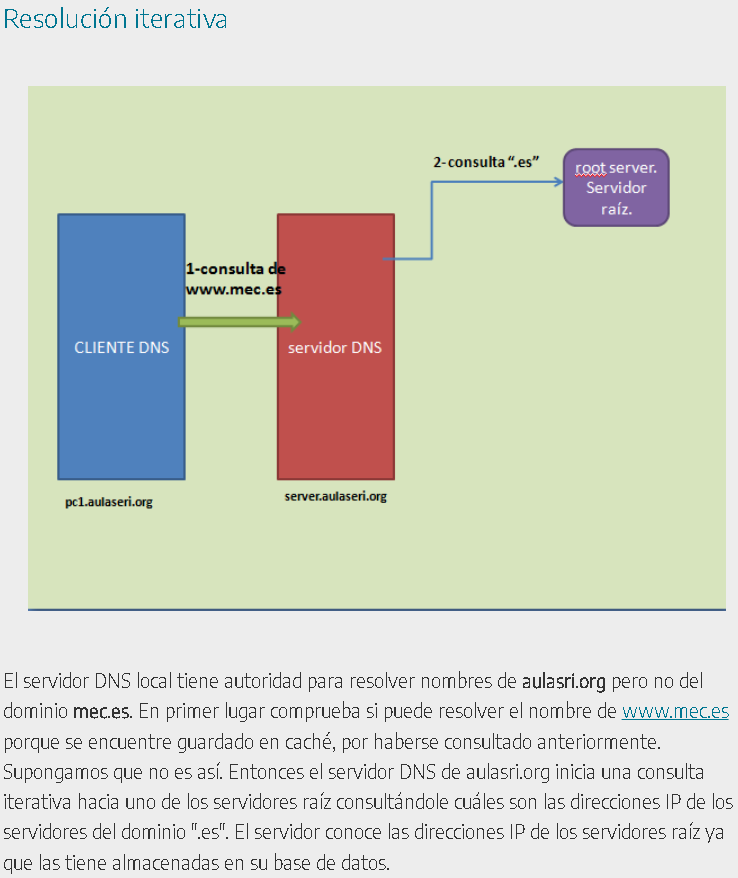 Resolución iterativa
2- consulta “.es”
root server.
Servidor
raíz.
1-consulta de
www.mec.es
CLIENTE DNS
servidor DNS
pc1.aulaseri.org
server.aulaseri.org
El servidor DNS local tiene autoridad para resolver nombres de aulasri.org pero no del
dominio mec.es. En primer lugar comprueba si puede resolver el nombre de www.mec.es
porque se encuentre guardado en caché, por haberse consultado anteriormente.
Supongamos que no es así. Entonces el servidor DNS de aulasri.org inicia una consulta
iterativa hacia uno de los servidores raíz consultándole cuáles son las direcciones IP de los
servidores del dominio ".es". El servidor conoce las direcciones IP de los servidores raíz ya
que las tiene almacenadas en su base de datos.